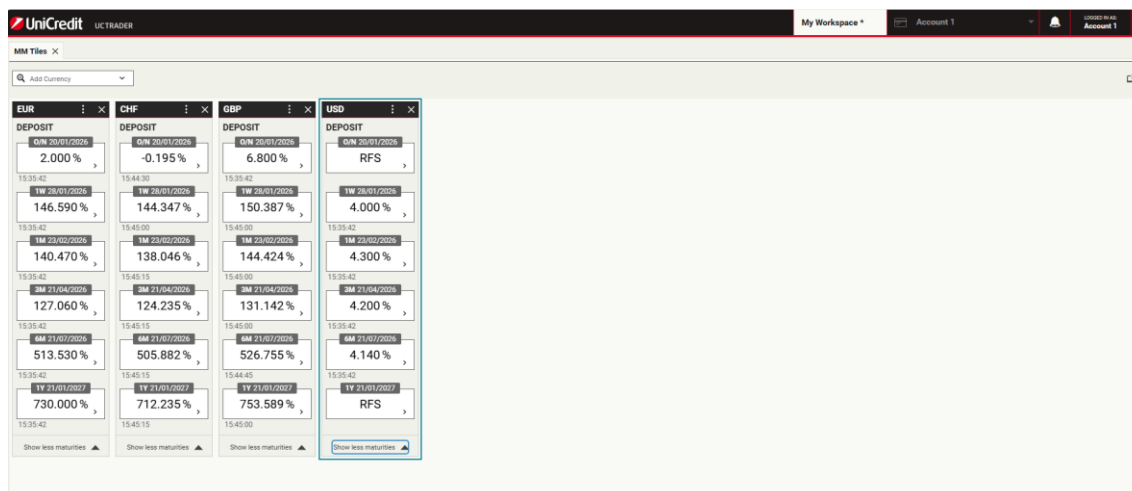 UniCredit UCTRADER
My Workspace *
Account 1
LOGGED IN AS:
Account 1
MM Tiles
Add Currency
EUR
DEPOSIT
O/N 20/01/2026
2.000 %
15:35:42
1W 28/01/2026
146.590 %
15:35:42
1M 23/02/2026
140.470 %
15:35:42
3M 21/04/2026
127.060 %
15:35:42
6M 21/07/2026
513.530 %
15:35:42
1Y 21/01/2027
730.000 %
15:35:42
Show less maturities
CHF
DEPOSIT
O/N 20/01/2026
-0.195 %
15:44:30
1W 28/01/2026
144.347 %
15:45:00
1M 23/02/2026
138.046 %
15:45:15
3M 21/04/2026
124.235 %
15:45:15
6M 21/07/2026
505.882 %
15:45:15
1Y 21/01/2027
712.235 %
15:45:15
Show less maturities
GBP
DEPOSIT
O/N 20/01/2026
6.800 %
15:35:42
1W 28/01/2026
150.387 %
15:45:00
1M 23/02/2026
144.424 %
15:45:00
3M 21/04/2026
131.142 %
15:45:00
6M 21/07/2026
526.755 %
15:44:45
1Y 21/01/2027
753.589 %
15:45:00
Show less maturities
USD
DEPOSIT
O/N 20/01/2026
RFS
1W 28/01/2026
4.000 %
15:35:42
1M 23/02/2026
4.300 %
15:35:42
3M 21/04/2026
4.200 %
15:35:42
6M 21/07/2026
4.140 %
15:35:42
1Y 21/01/2027
RFS
Show less maturities